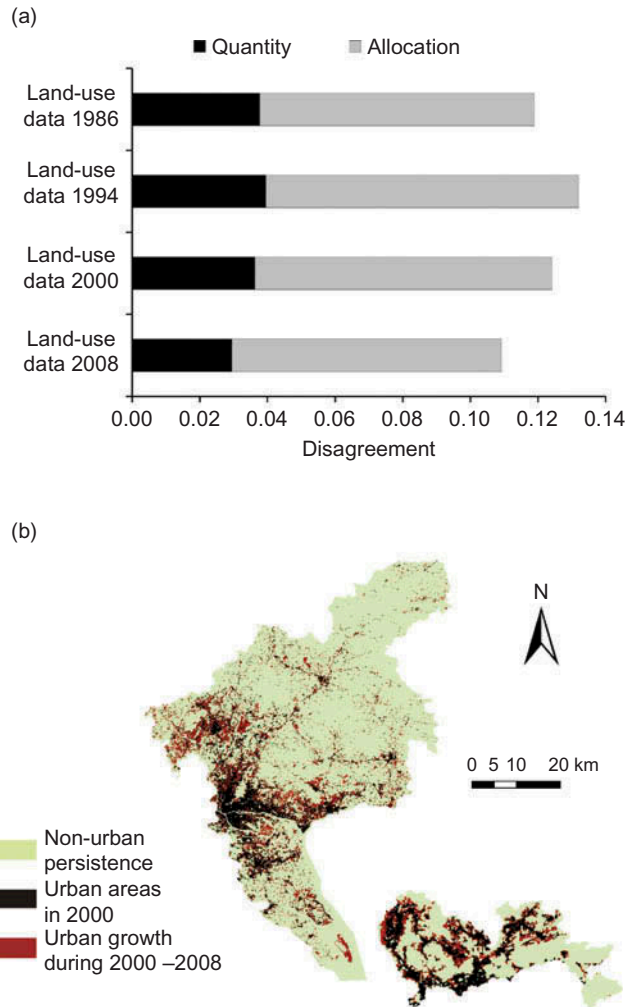 (a)
Quantity Allocation
Land-use
data 1986
Land-use
data 1994
Land-use
data 2000
Land-use
data 2008
0.00 0.02 0.04 0.06 0.08 0.10 0.12 0.14
Disagreement
(b)
N
0 5 10 20 km
Non-urban
persistence
Urban areas
in 2000
Urban growth
during 2000 –2008